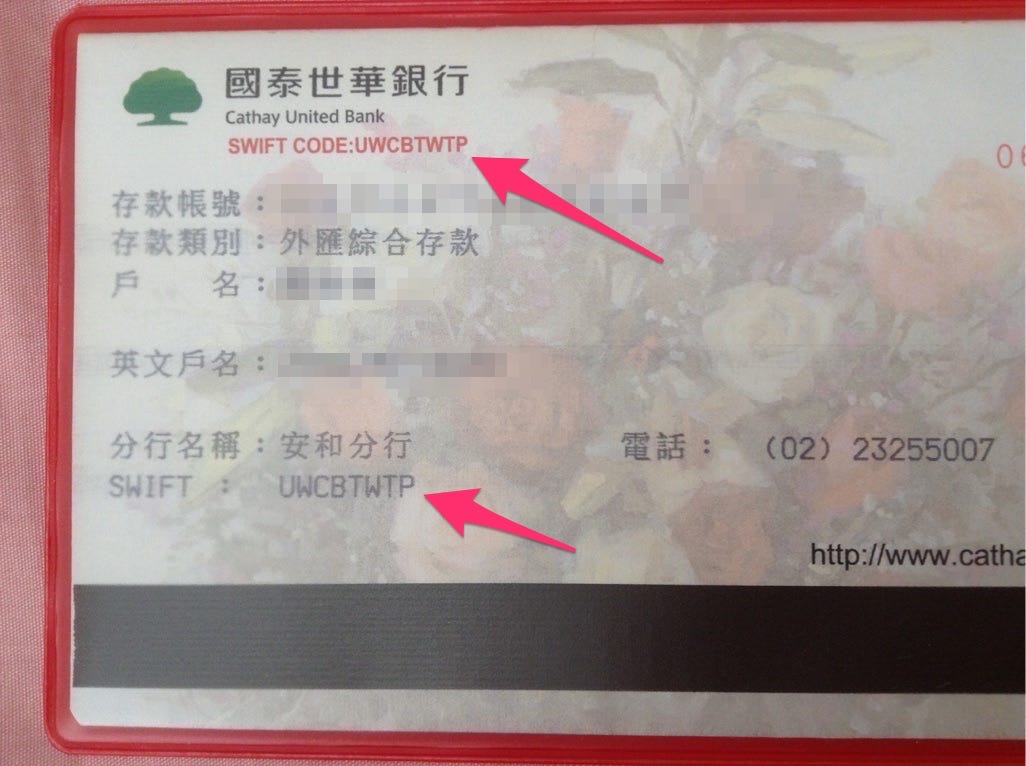 國泰世華銀行
Cathay United Bank
SWIFT CODE:UWCBTWTP
06
存款帳號：
存款類別：外匯綜合存款
戶 名：
英文戶名：
分行名稱：安和分行 電話： (02) 23255007
SWIFT : UWCBTWTP
http://www.catha